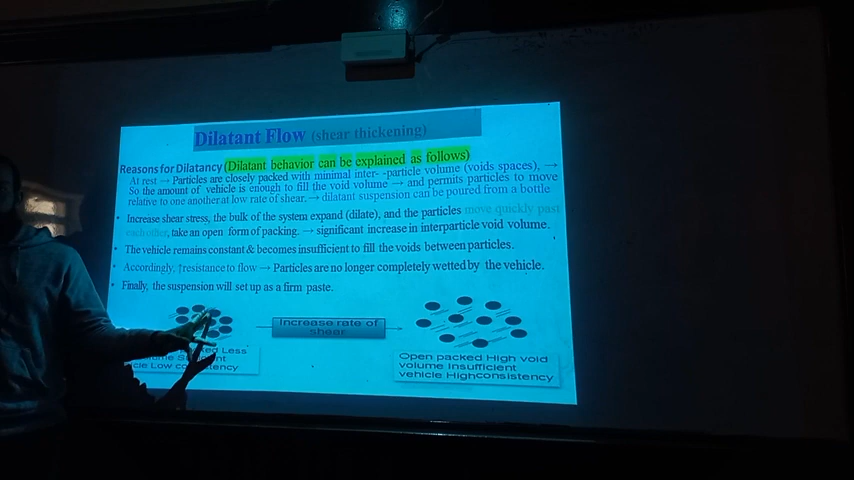 Dilatant Flow (shear thickening)
Reasons for Dilatancy (Dilatant behavior can be explained as follows)
At rest → Particles are closely packed with minimal inter- -particle volume (voids spaces), →
So the amount of vehicle is enough to fill the void volume → and permits particles to move
relative to one another at low rate of shear. → dilatant suspension can be poured from a bottle
• Increase shear stress, the bulk of the system expand (dilate), and the particles move quickly past
each other, take an open form of packing. → significant increase in interparticle void volume.
• The vehicle remains constant & becomes insufficient to fill the voids between particles.
• Accordingly, ↑resistance to flow → Particles are no longer completely wetted by the vehicle.
• Finally, the suspension will set up as a firm paste.
Increase rate of
shear
Less
Low
Open packed High void
volume Insufficient
vehicle Highconsistency